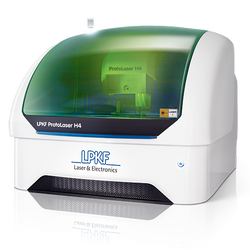 LPKF ProtoLaser H4
LPKF
Laser & Electronics